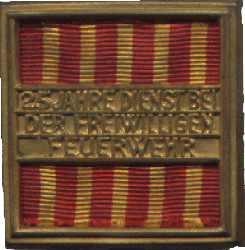 25 JAHRE DIENST BEI
DER FREIWILLIGEN
FEUERWEHR